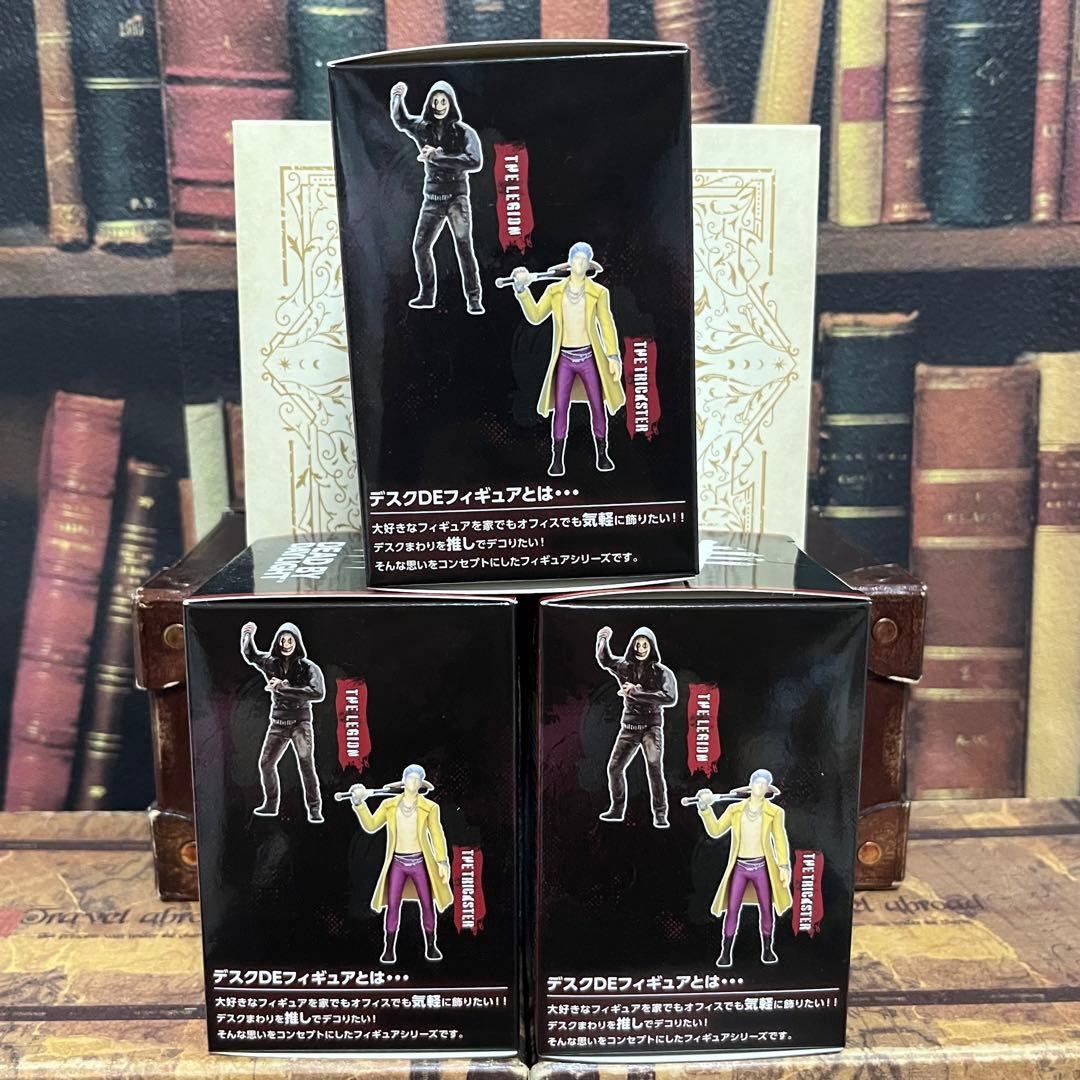 THE LEGION
THE TRICKSTER
デスクDEフィギュアとは・・・
大好きなフィギュアを家でもオフィスでも気軽に飾りたい！！
デスクまわりを推しでデコりたい！
そんな思いをコンセプトにしたフィギュアシリーズです。
DEAD BY
DAYLIGHT
THE LEGION
THE TRICKSTER
デスクDEフィギュアとは・・・
大好きなフィギュアを家でもオフィスでも気軽に飾りたい！！
デスクまわりを推しでデコりたい！
そんな思いをコンセプトにしたフィギュアシリーズです。
THE LEGION
THE TRICKSTER
デスクDEフィギュアとは・・・
大好きなフィギュアを家でもオフィスでも気軽に飾りたい！！
デスクまわりを推しでデコりたい！
そんな思いをコンセプトにしたフィギュアシリーズです。
Travel abroad